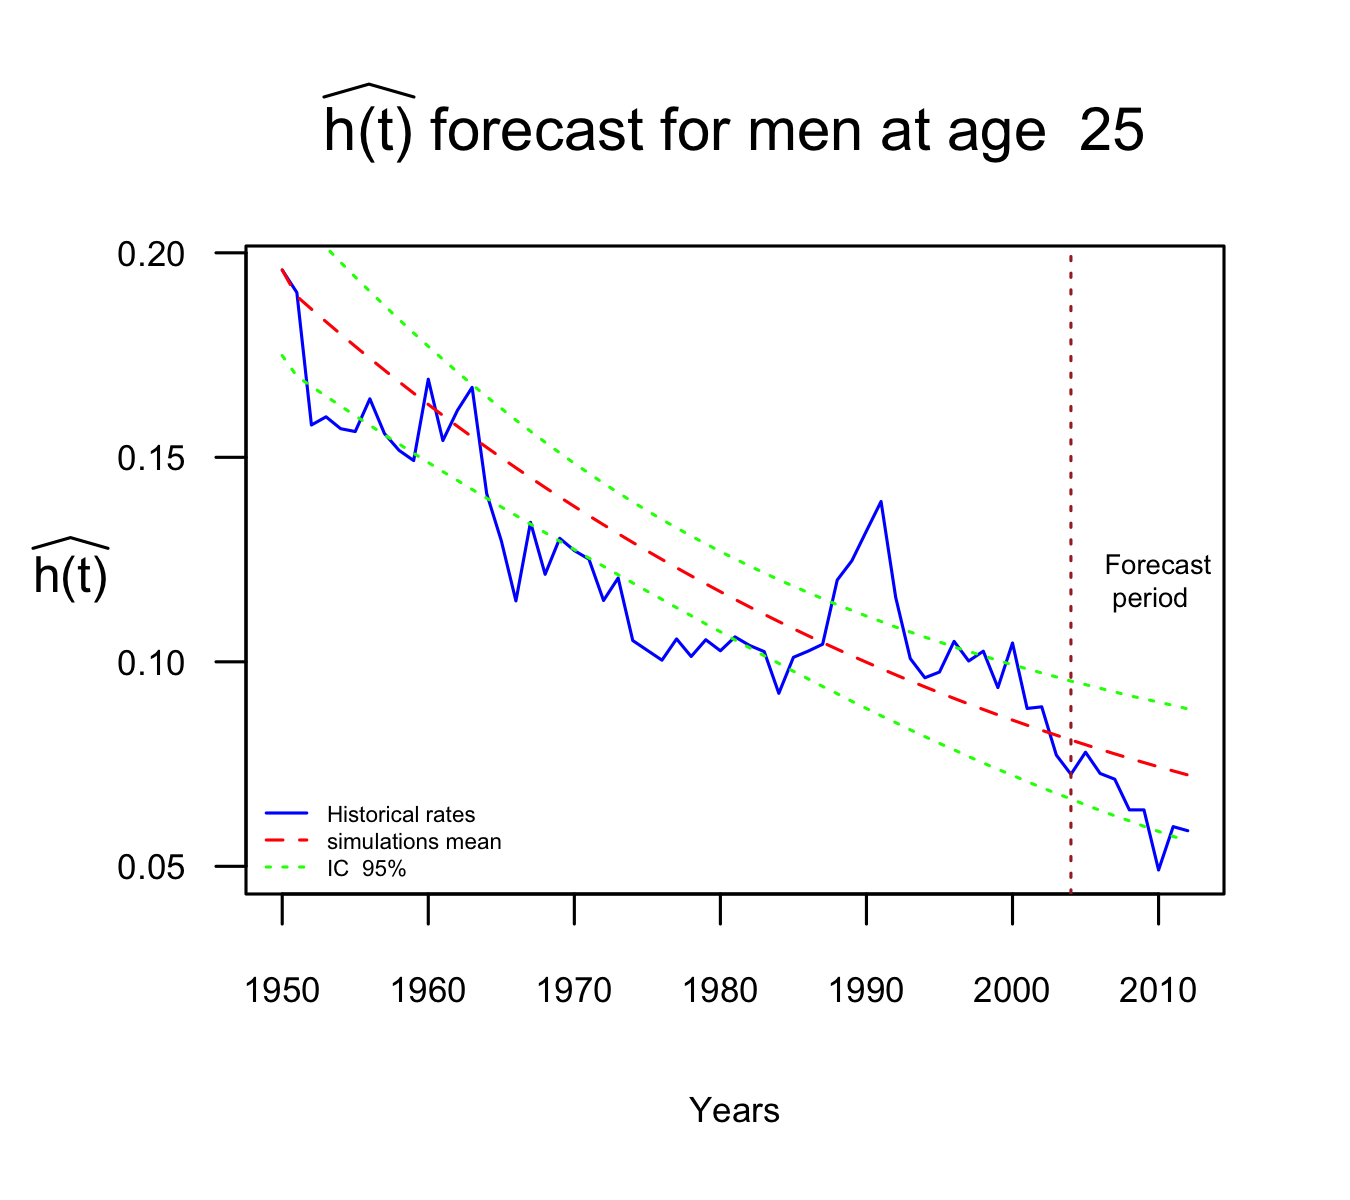 h(t) forecast for men at age 25
0.20
0.15
0.10
0.05
h(t)
Forecast
period
Historical rates
simulations mean
IC 95%
1950 1960 1970 1980 1990 2000 2010
Years